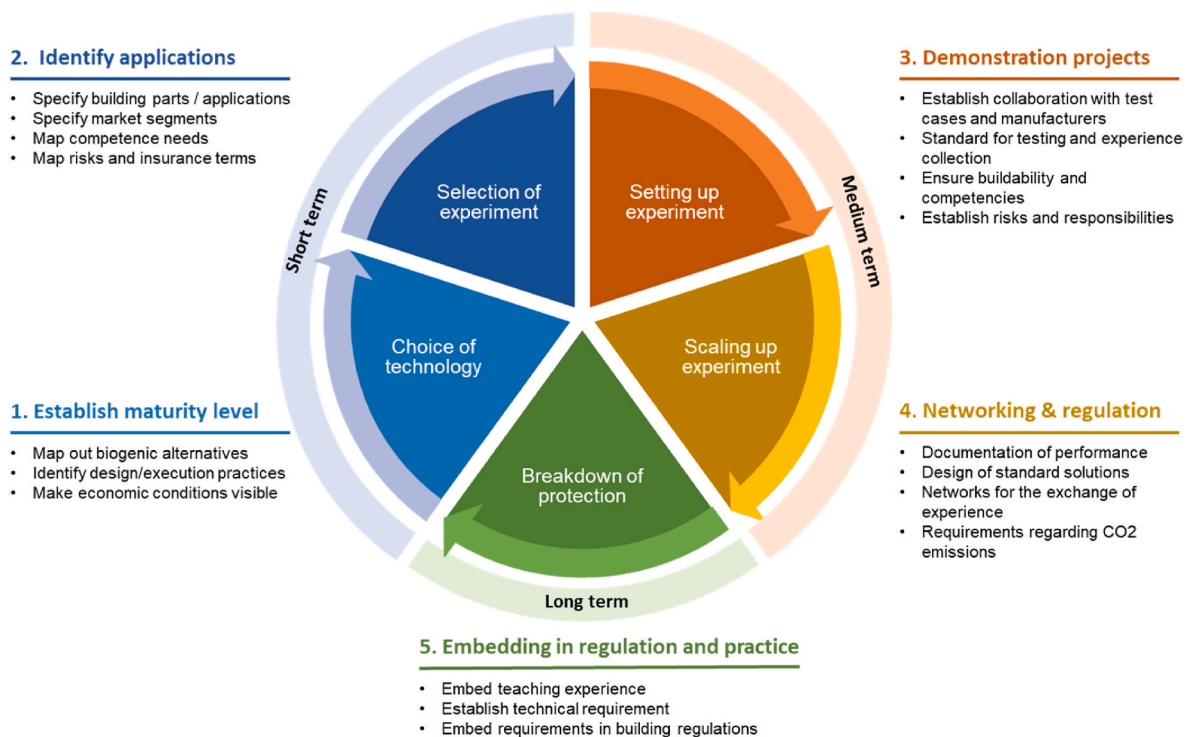 2. Identify applications
• Specify building parts / applications
• Specify market segments
• Map competence needs
• Map risks and insurance terms
3. Demonstration projects
• Establish collaboration with test
cases and manufacturers
• Standard for testing and experience
collection
• Ensure buildability and
competencies
• Establish risks and responsibilities
Short term
Selection of
experiment
Setting up
experiment
Medium term
Choice of
technology
Scaling up
experiment
Breakdown of
protection
Long term
1. Establish maturity level
• Map out biogenic alternatives
• Identify design/execution practices
• Make economic conditions visible
4. Networking & regulation
• Documentation of performance
• Design of standard solutions
• Networks for the exchange of
experience
• Requirements regarding CO2
emissions
5. Embedding in regulation and practice
• Embed teaching experience
• Establish technical requirement
• Embed requirements in building regulations